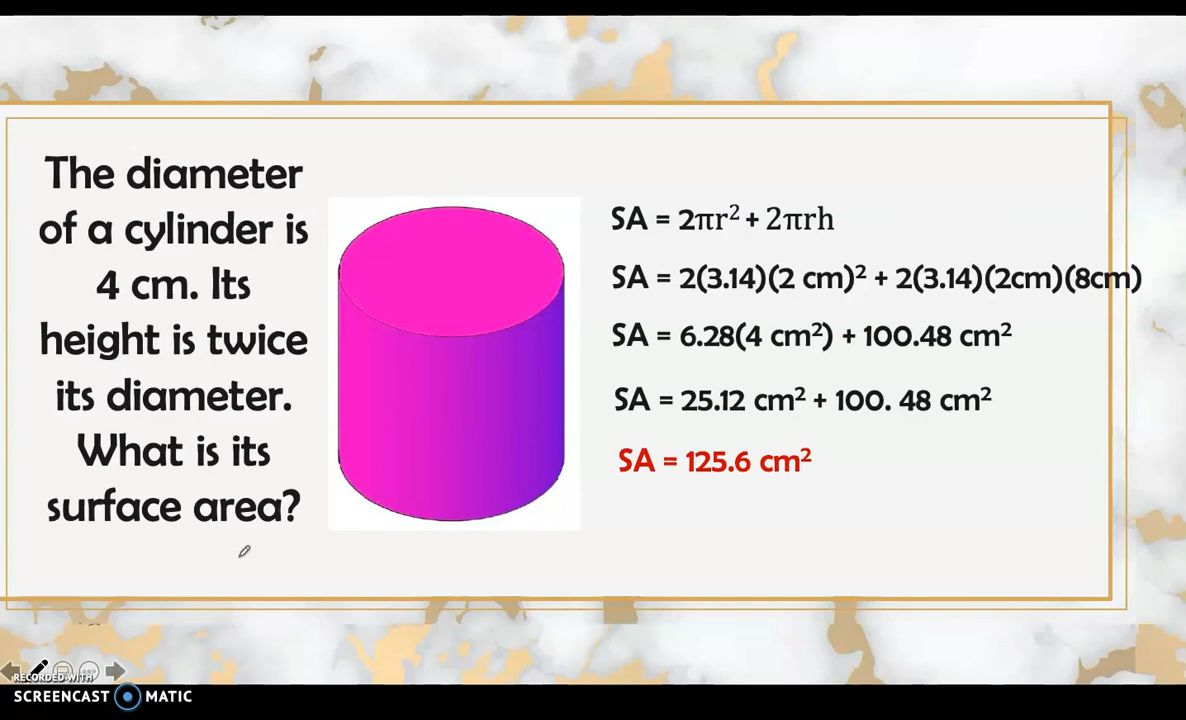 The diameter
of a cylinder is
4 cm. Its
height is twice
its diameter.
What is its
surface area?
SA = 2πr² + 2πrh
SA = 2(3.14)(2 cm)² + 2(3.14)(2cm)(8cm)
SA = 6.28(4 cm²) + 100.48 cm²
SA = 25.12 cm² + 100. 48 cm²
SA = 125.6 cm²
RECORDED WITH
SCREENCAST MATIC